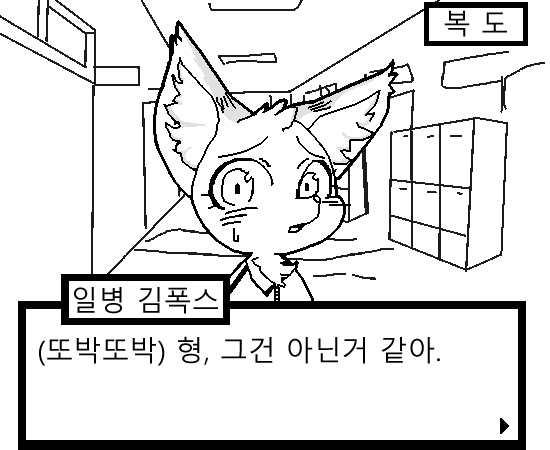 복 도
일병 김폭스
(또박또박) 형, 그건 아닌거 같아.